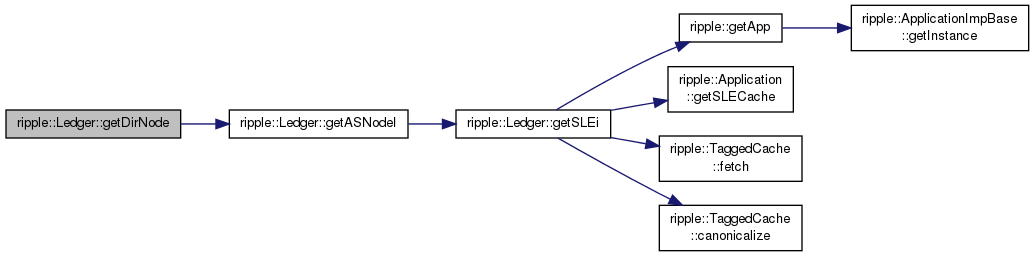 ripple::Ledger::getDirNode
ripple::Ledger::getASNodeI
ripple::Ledger::getSLEi
ripple::getApp
ripple::ApplicationImpBase
::getInstance
ripple::Application
::getSLECache
ripple::TaggedCache
::fetch
ripple::TaggedCache
::canonicalize